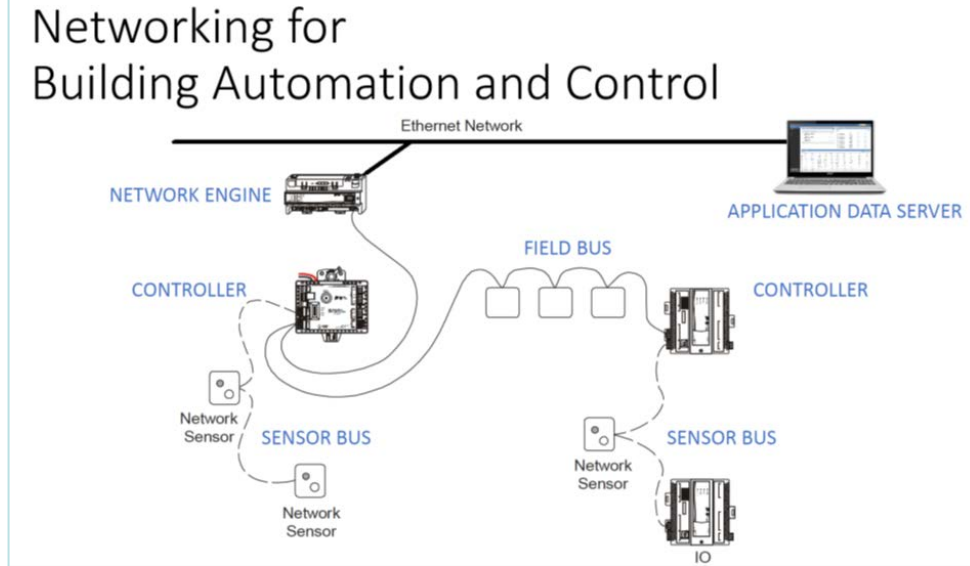 Networking for
Building Automation and Control
Ethernet Network
NETWORK ENGINE
APPLICATION DATA SERVER
FIELD BUS
CONTROLLER
CONTROLLER
Network
Sensor
SENSOR BUS
Network
Sensor
Network
Sensor
SENSOR BUS
IO